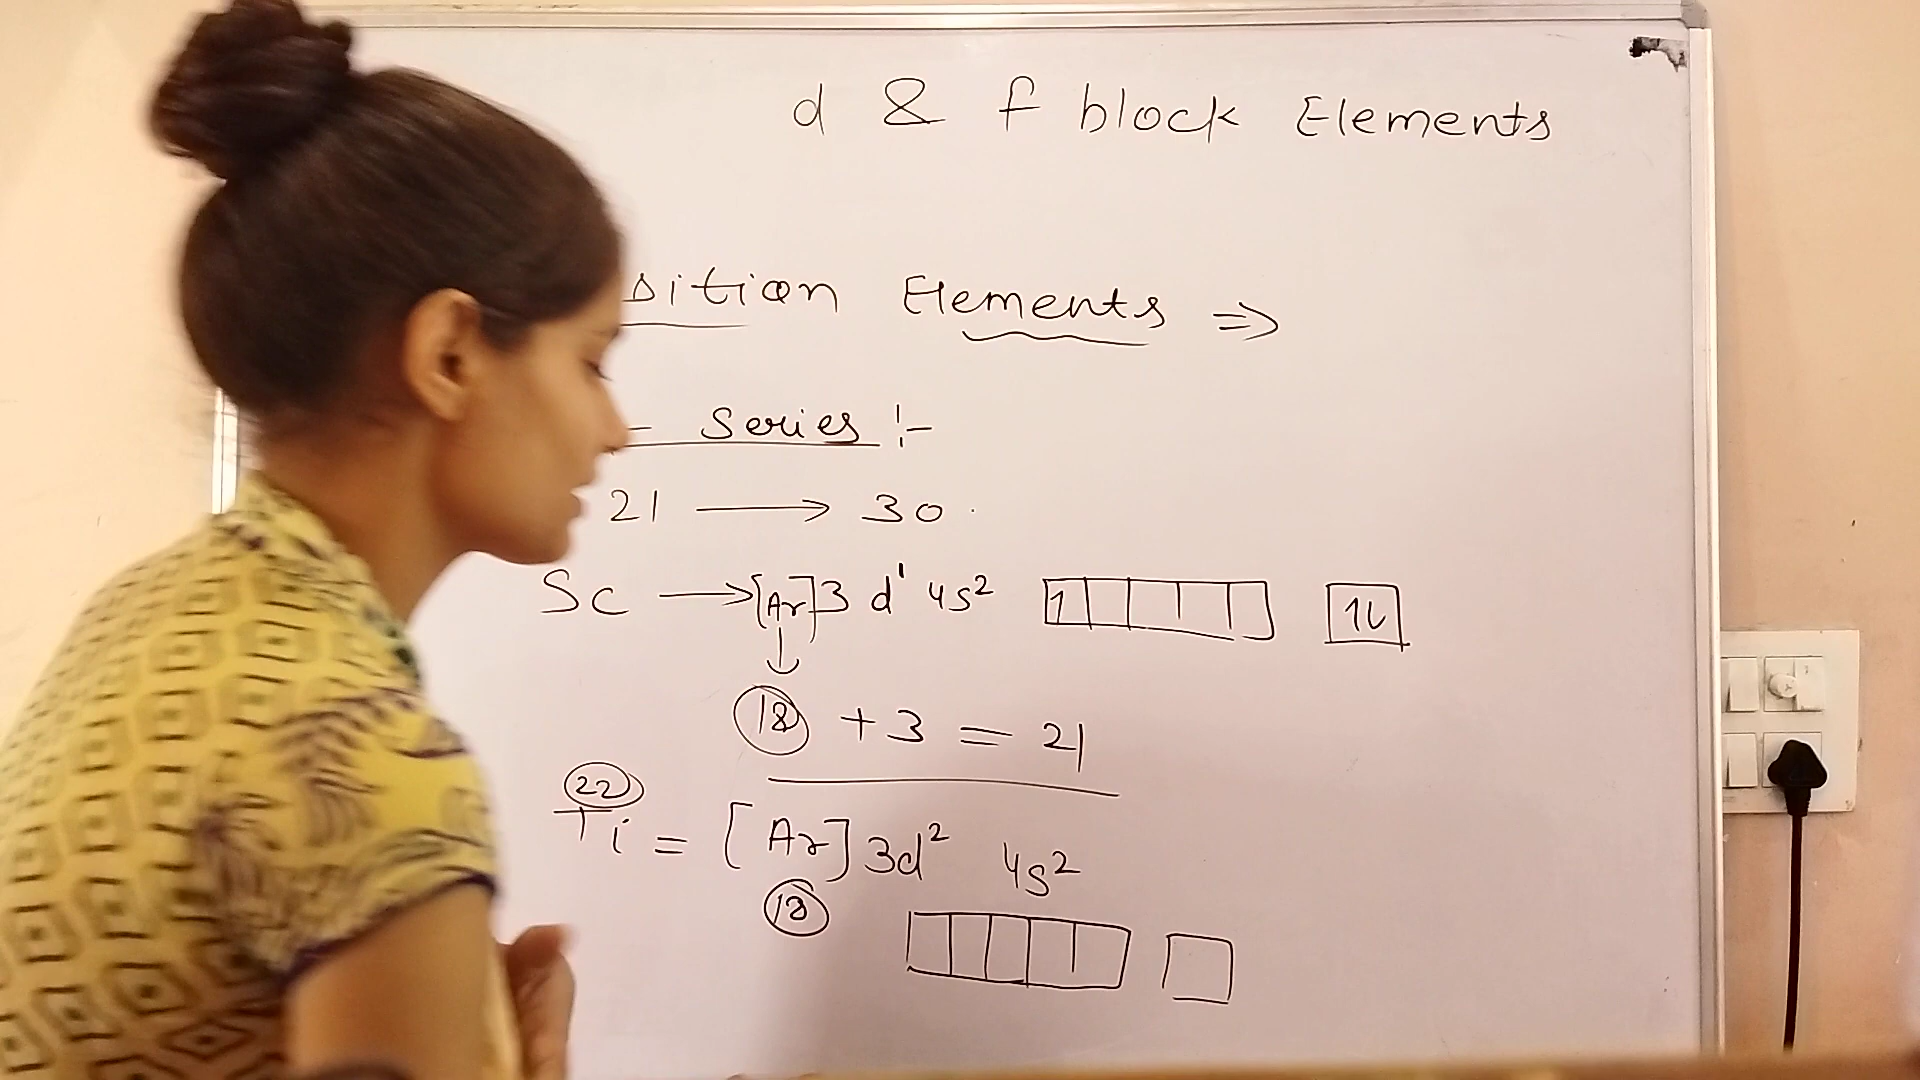 d & f block Elements
sition Elements ⇒
- Series :-
21 ⟶ 30
Sc ⟶ [Ar] 3d¹ 4s² 1 1l
↓
18 + 3 = 21
22
Ti = [Ar] 3d² 4s²
18